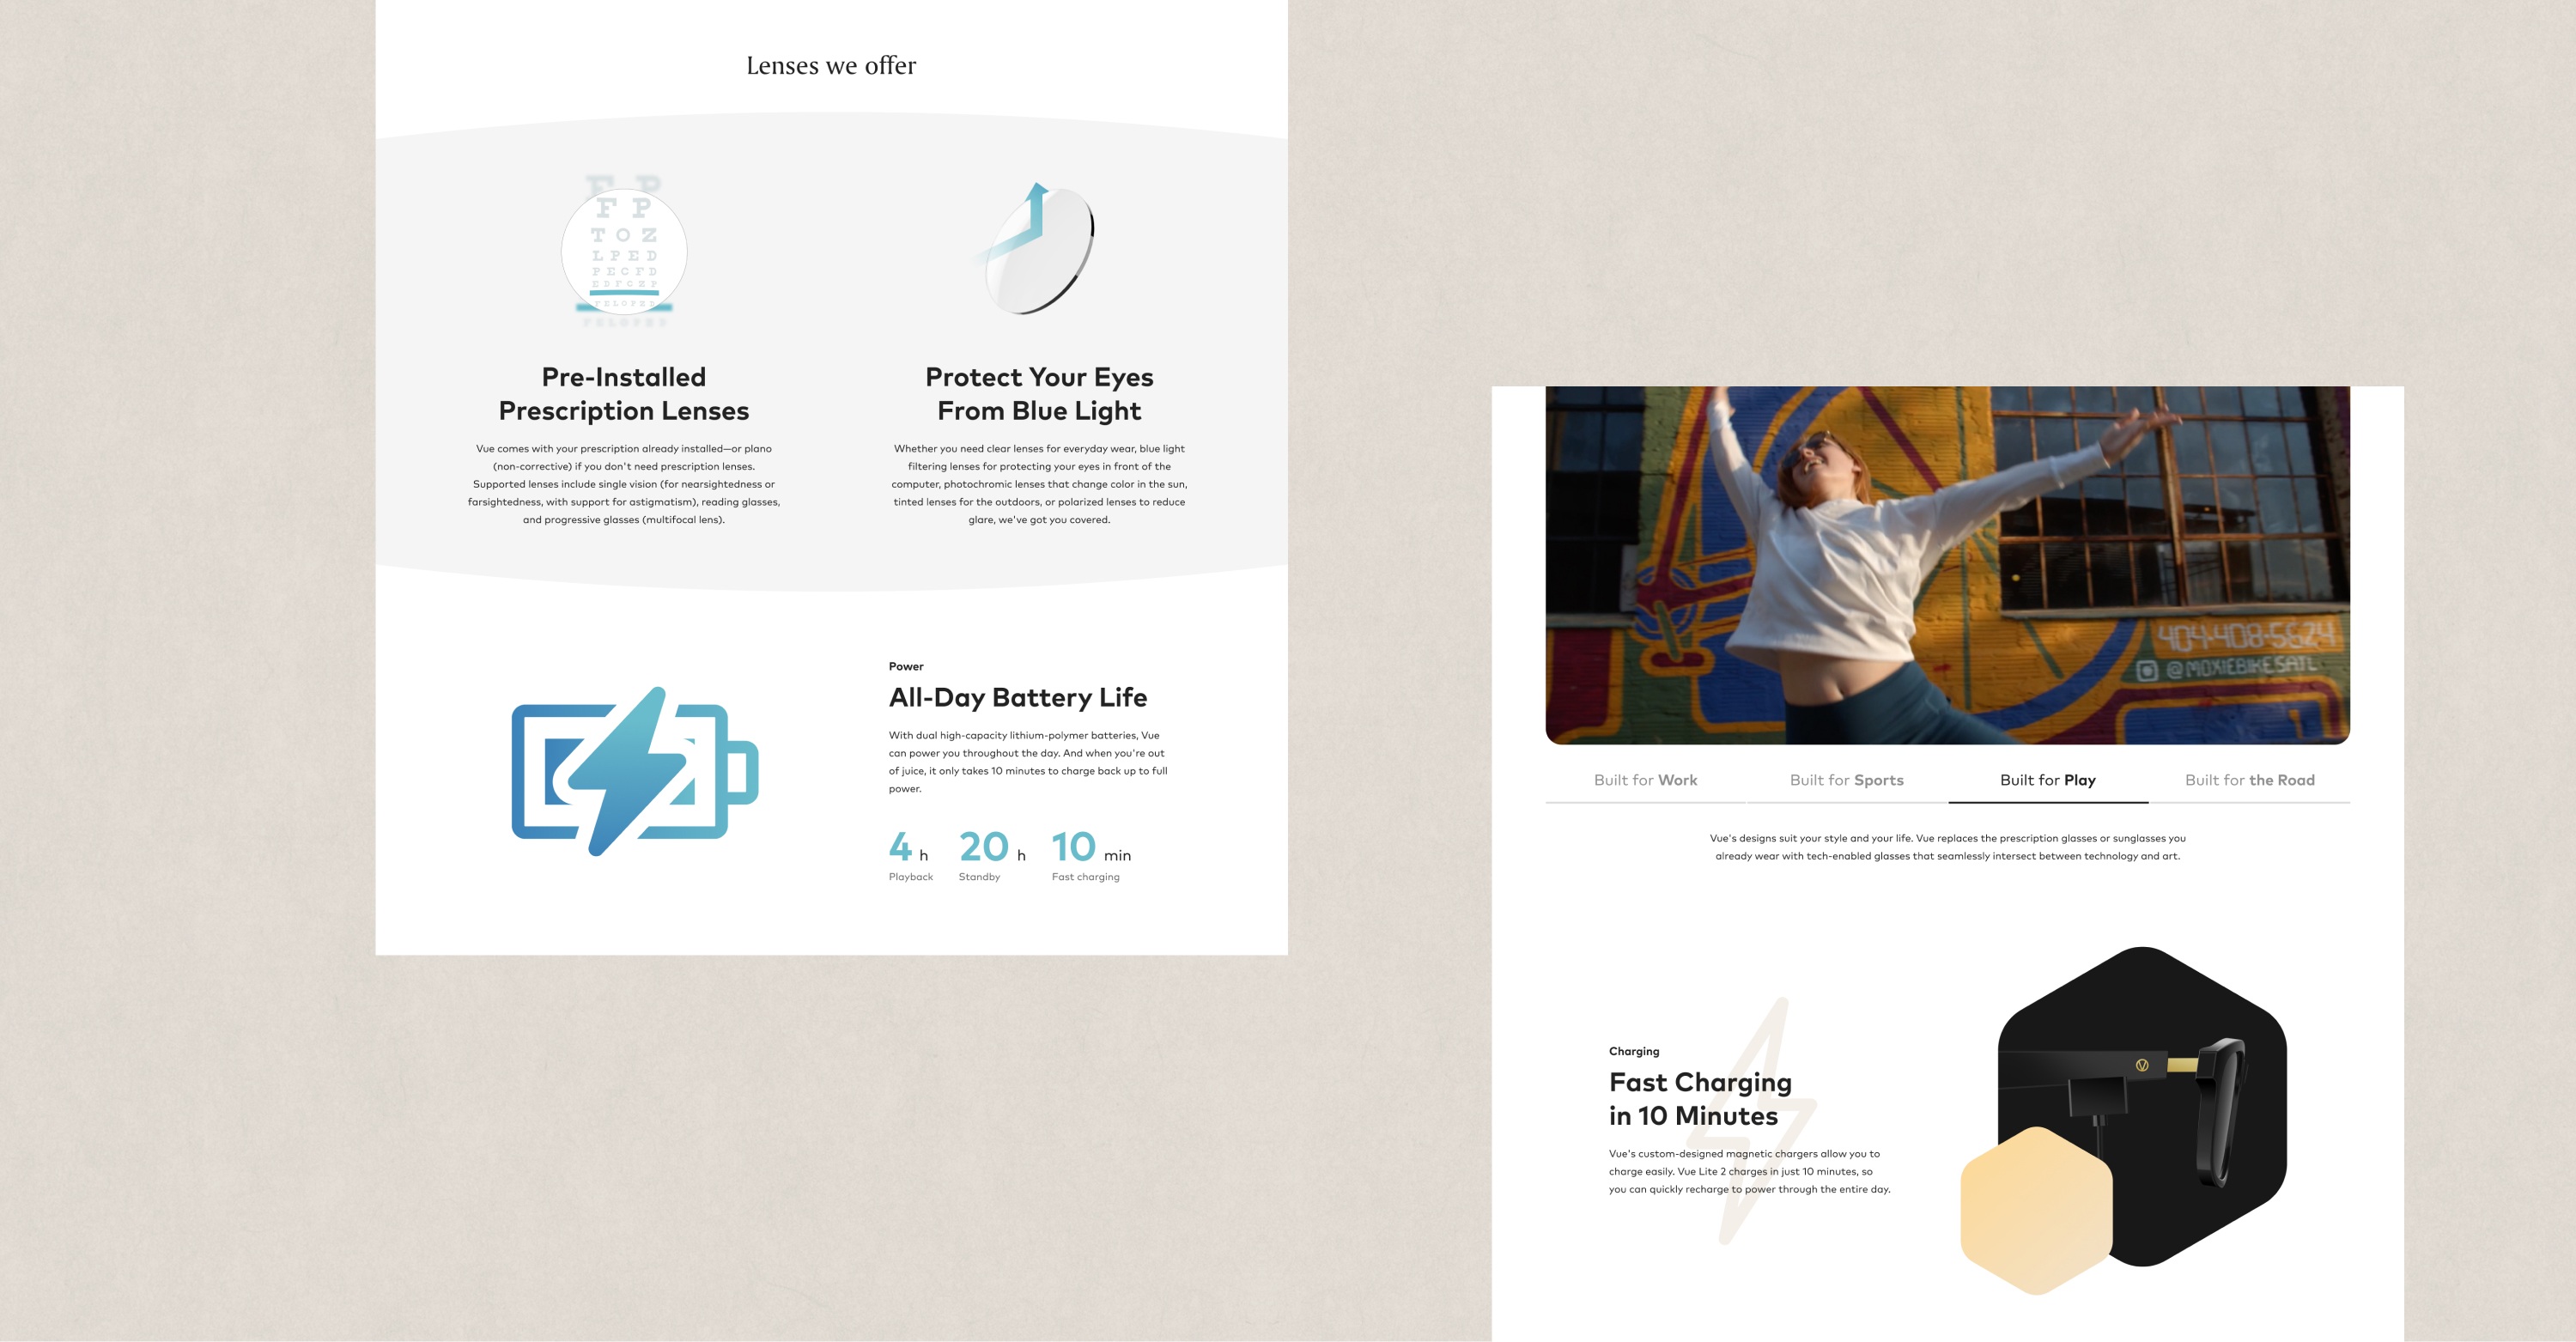 Lenses we offer
F P
F P
T O Z
L P E D
P E C F D
E D F C Z P
F E L O P Z D
Pre-Installed
Prescription Lenses
Vue comes with your prescription already installed—or plano
(non-corrective) if you don't need prescription lenses.
Supported lenses include single vision (for nearsightedness or
farsightedness, with support for astigmatism), reading glasses,
and progressive glasses (multifocal lens).
Protect Your Eyes
From Blue Light
Whether you need clear lenses for everyday wear, blue light
filtering lenses for protecting your eyes in front of the
computer, photochromic lenses that change color in the sun,
tinted lenses for the outdoors, or polarized lenses to reduce
glare, we've got you covered.
Power
All-Day Battery Life
With dual high-capacity lithium-polymer batteries, Vue
can power you throughout the day. And when you're out
of juice, it only takes 10 minutes to charge back up to full
power.
4 h 20 h 10 min
Playback Standby Fast charging
404-408-5624
@MOXIEBIKESATL
Built for Work Built for Sports Built for Play Built for the Road
Vue's designs suit your style and your life. Vue replaces the prescription glasses or sunglasses you
already wear with tech-enabled glasses that seamlessly intersect between technology and art.
Charging
Fast Charging
in 10 Minutes
Vue's custom-designed magnetic chargers allow you to
charge easily. Vue Lite 2 charges in just 10 minutes, so
you can quickly recharge to power through the entire day.